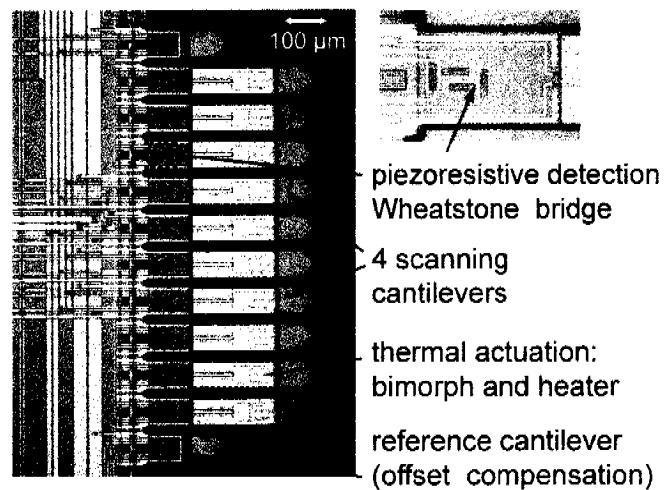 100 µm
piezoresistive detection
Wheatstone bridge
4 scanning
cantilevers
thermal actuation:
bimorph and heater
reference cantilever
(offset compensation)